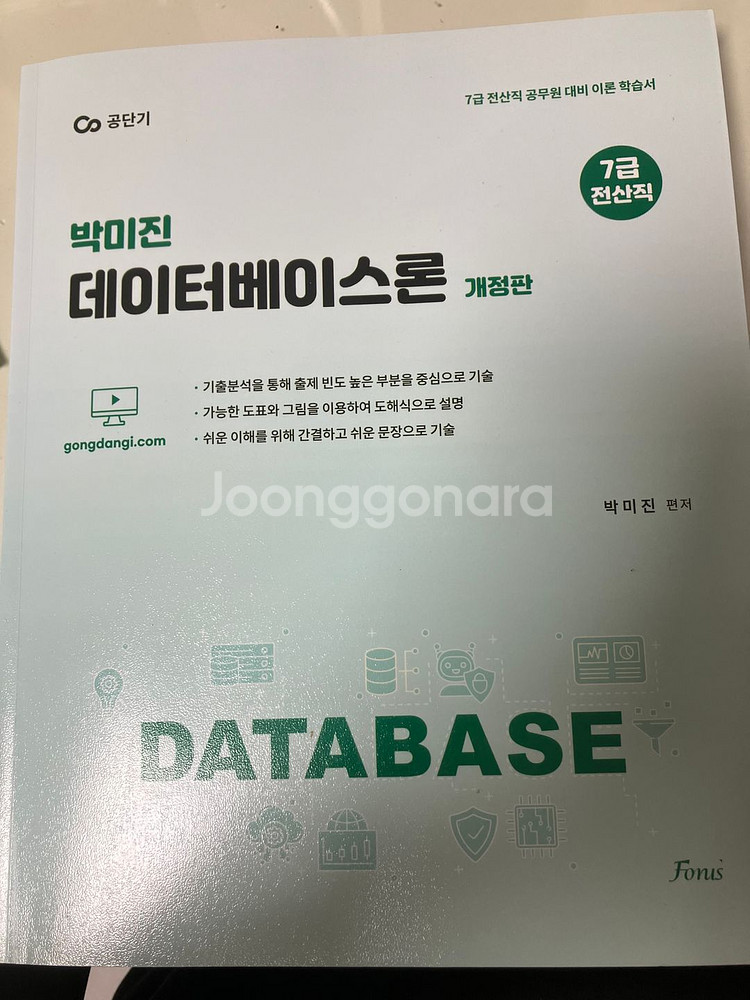 공단기
7급 전산직 공무원 대비 이론 학습서
7급
전산직
박미진
데이터베이스론 개정판
· 기출분석을 통해 출제 빈도 높은 부분을 중심으로 기술
· 가능한 도표와 그림을 이용하여 도해식으로 설명
· 쉬운 이해를 위해 간결하고 쉬운 문장으로 기술
gongdangi.com
Joonggonara
박미진 편저
DATABASE
Fonus